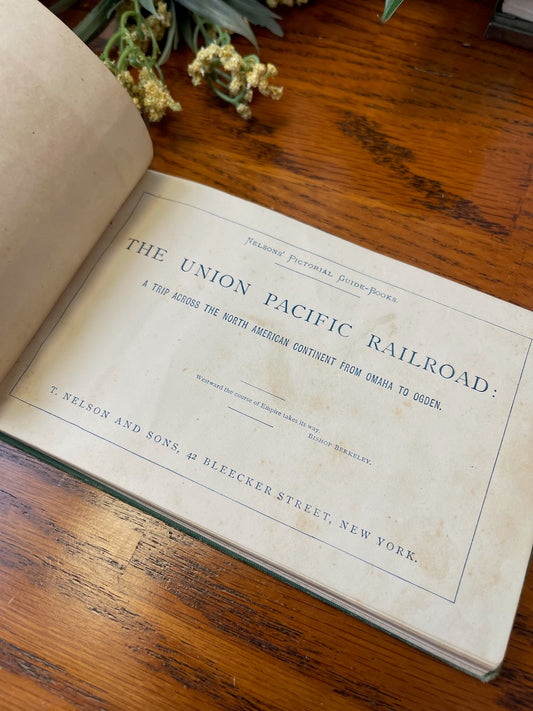 Nelsons' Pictorial Guide-Books.
THE UNION PACIFIC RAILROAD:
A TRIP ACROSS THE NORTH AMERICAN CONTINENT FROM OMAHA TO OGDEN.
Westward the course of Empire takes its way.
Bishop Berkeley.
T. NELSON AND SONS, 42 BLEECKER STREET, NEW YORK.